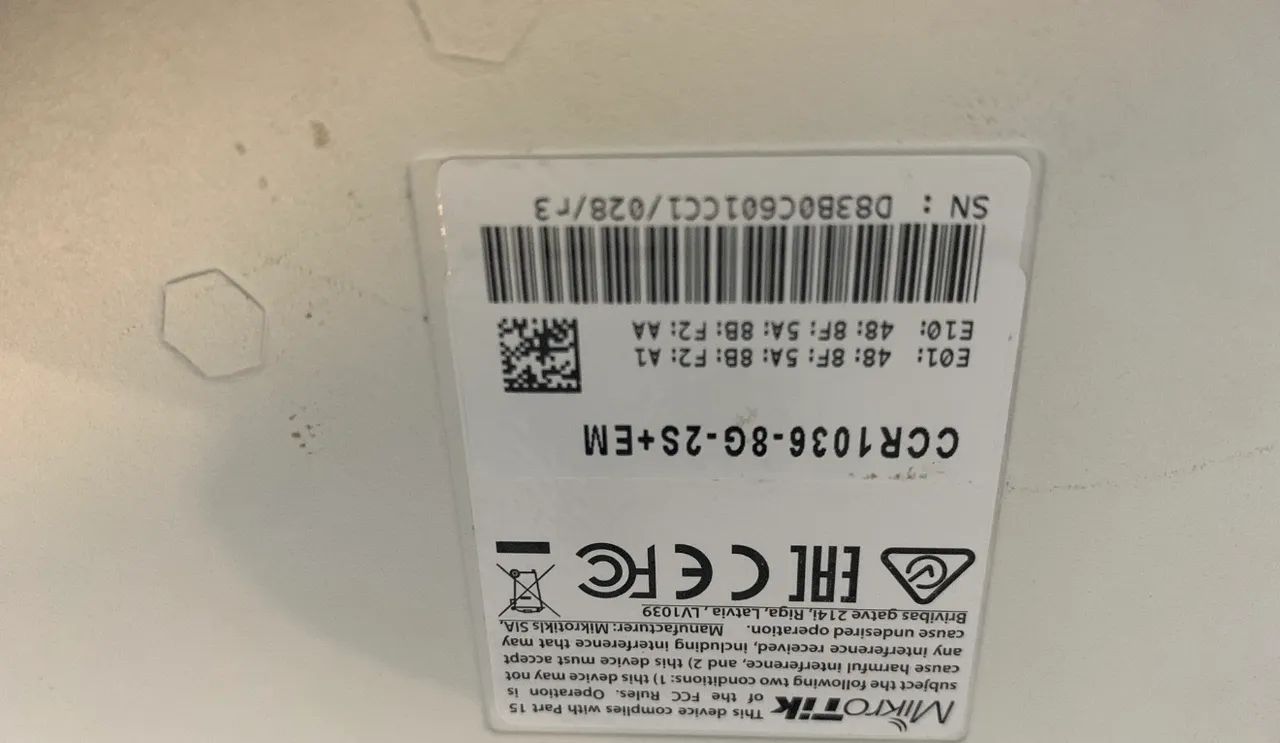 MikroTik This device complies with Part 15
of the FCC Rules. Operation is
subject the following two conditions: 1) this device may not
cause harmful interference, and 2) this device must accept
any interference received, including interference that may
cause undesired operation. Manufacturer: Mikrotikls SIA,
Brivibas gatve 214i, Riga, Latvia, LV1039
EAC CE FC
CCR1036-8G-2S+EM
E01: 48:8F:5A:8B:F2:A1
E10: 48:8F:5A:8B:F2:AA
SN : D83B0C601CC1/028/r3